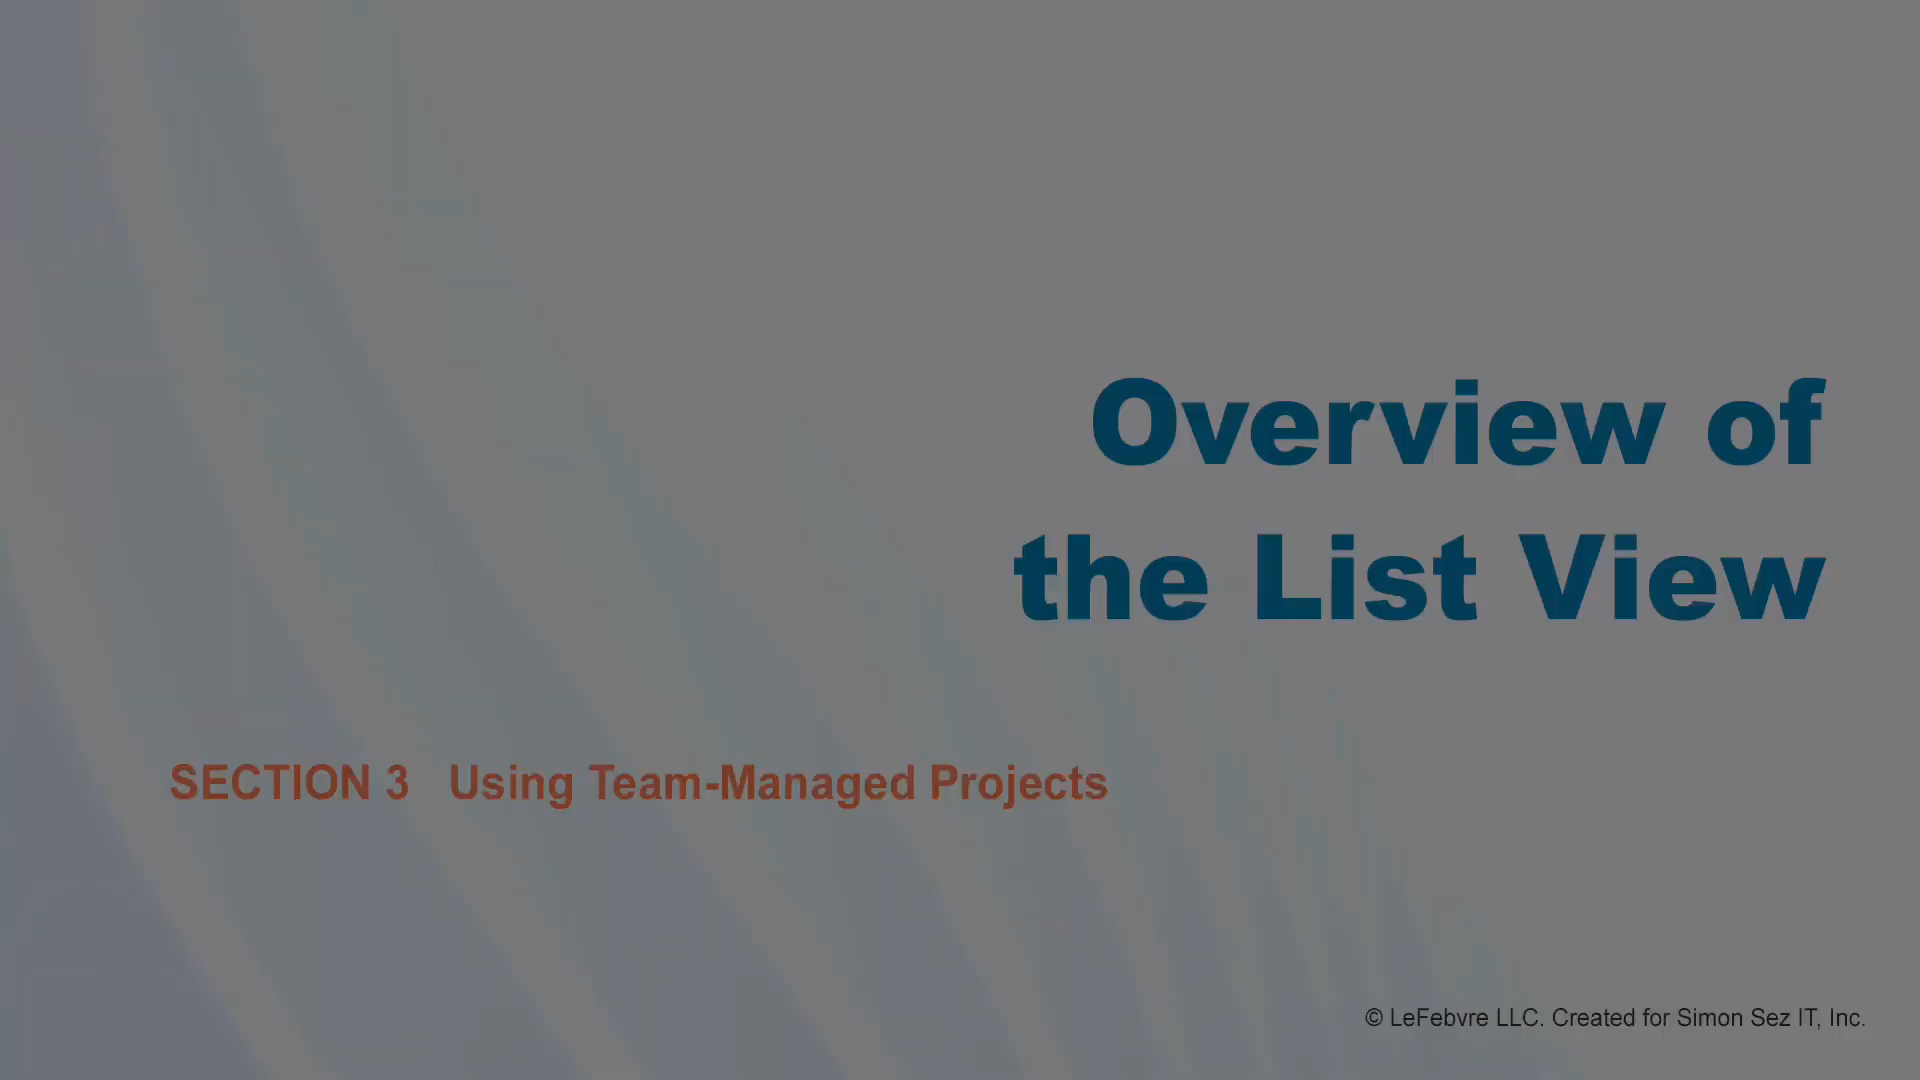 Overview of
the List View
SECTION 3 Using Team-Managed Projects
© LeFebvre LLC. Created for Simon Sez IT, Inc.